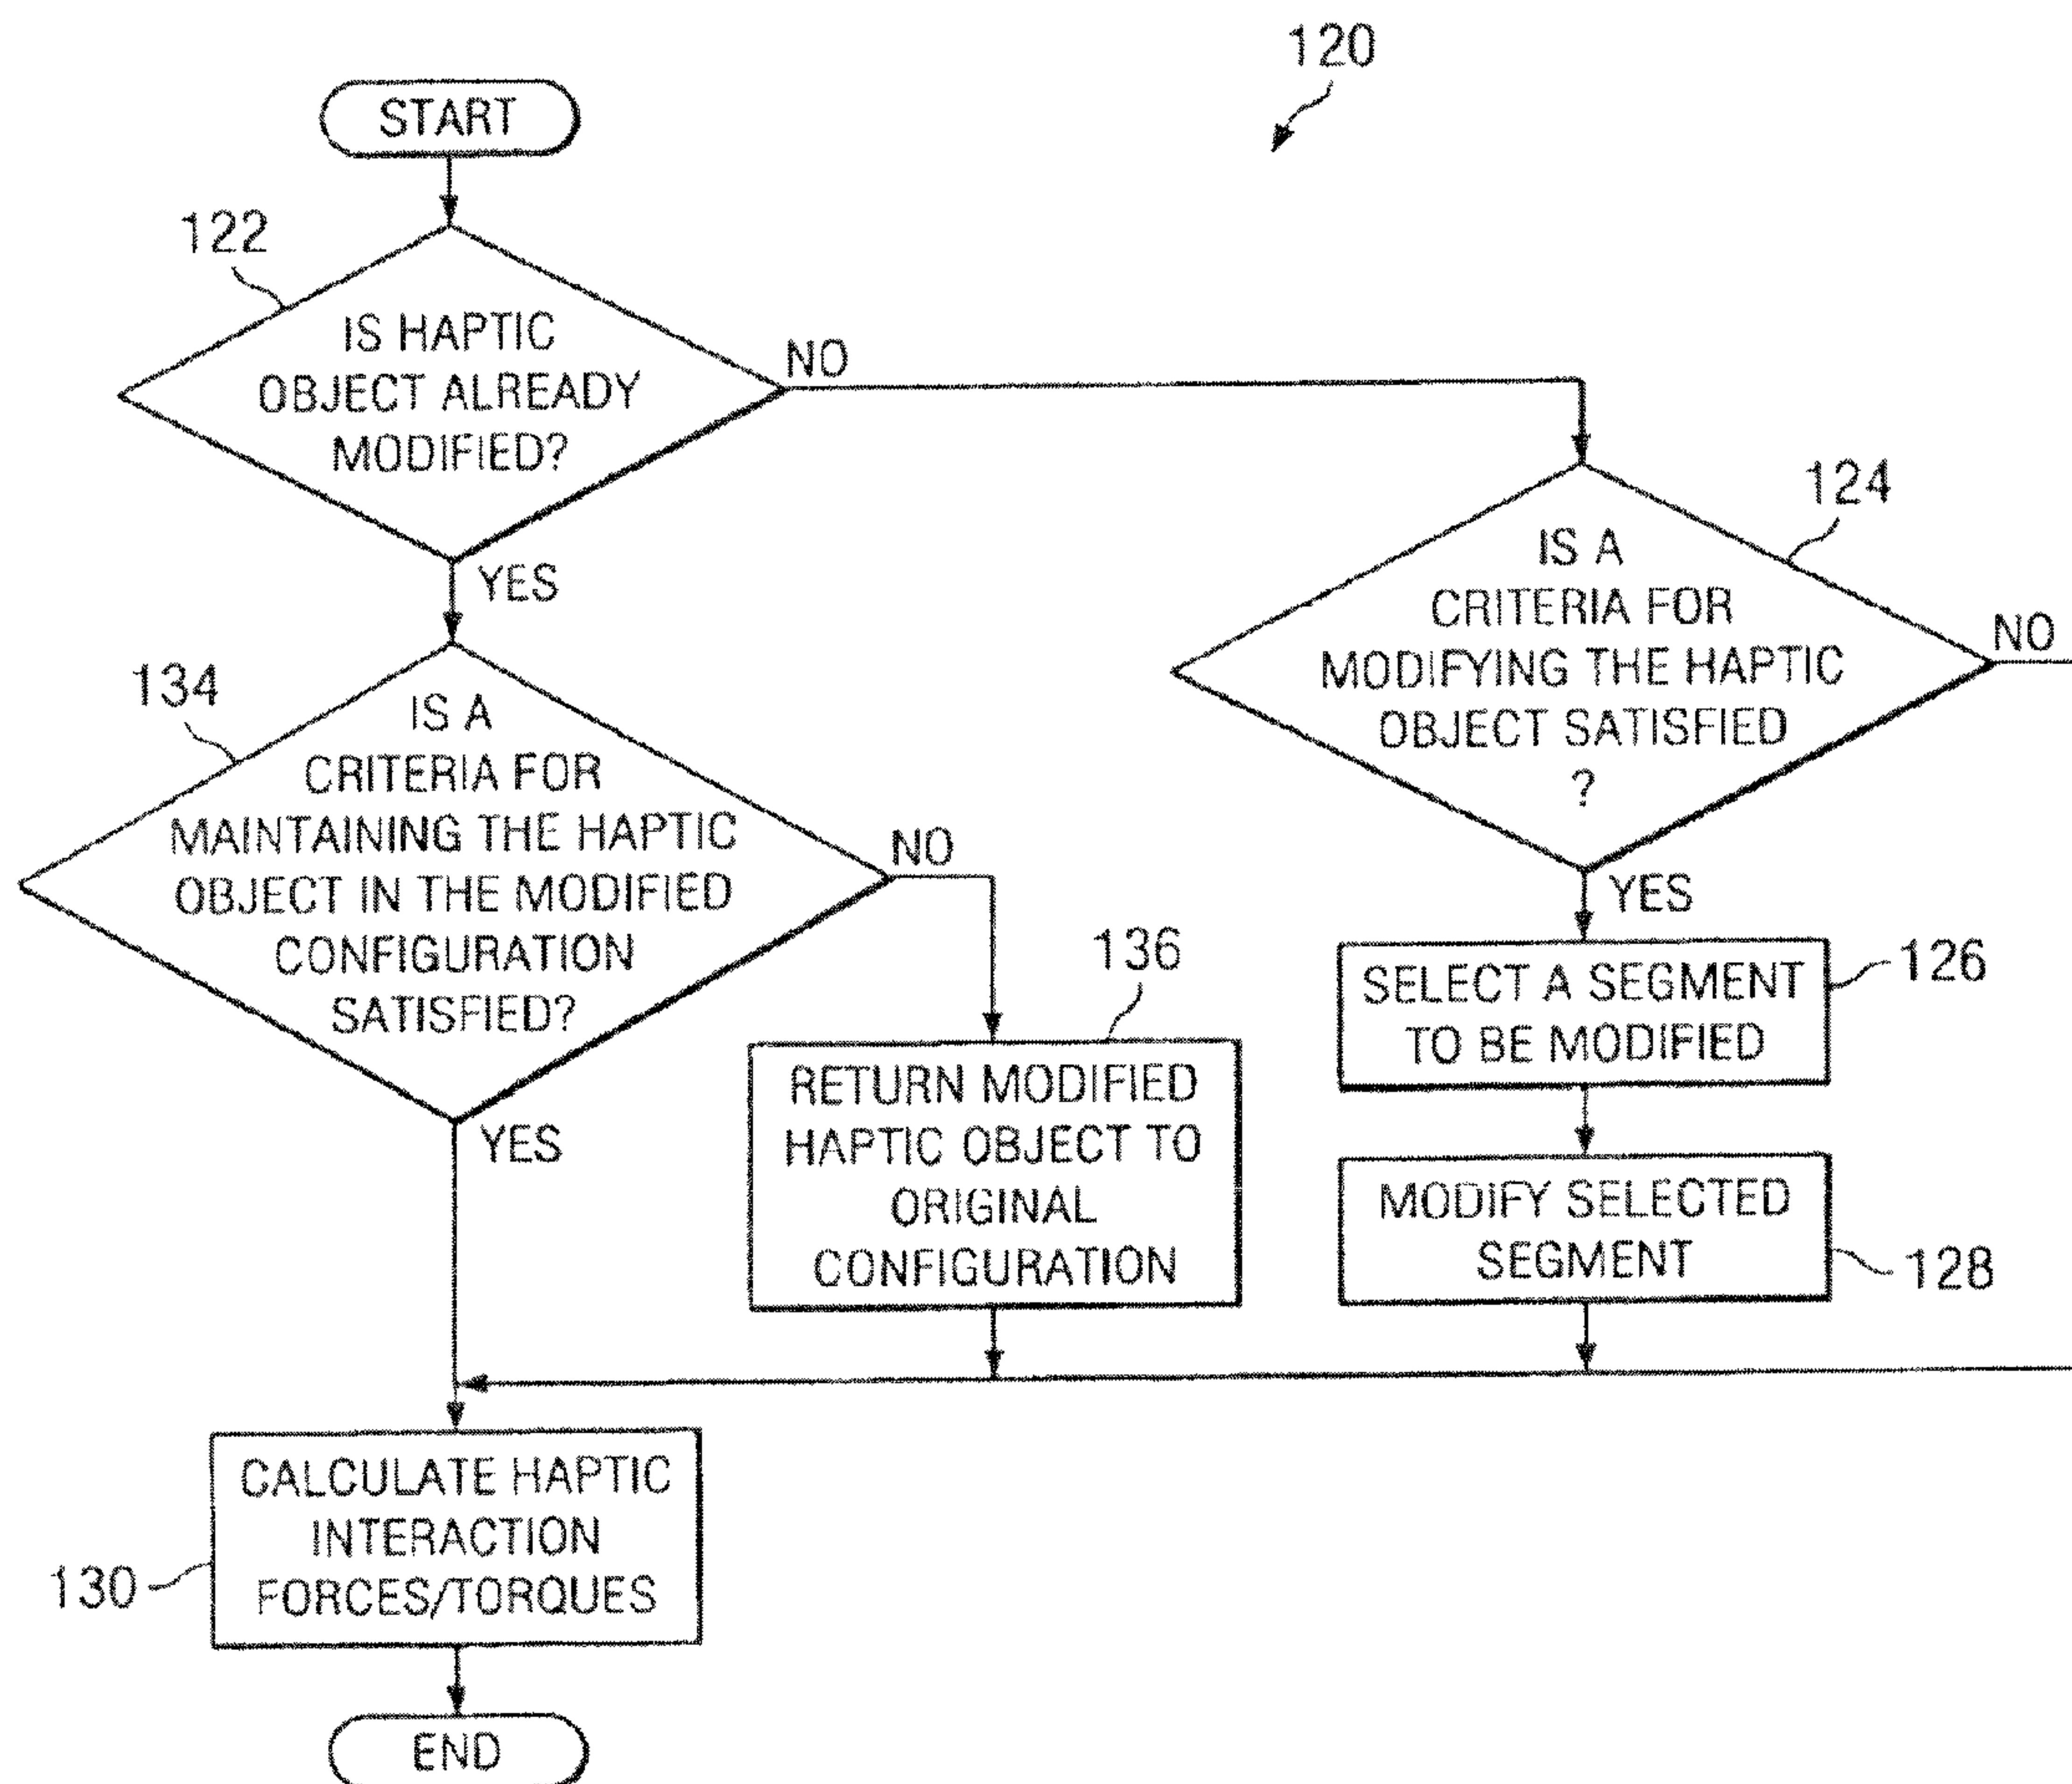 120
START
122
IS HAPTIC
OBJECT ALREADY
MODIFIED?
NO
YES
124
IS A
CRITERIA FOR
MODIFYING THE HAPTIC
OBJECT SATISFIED
?
NO
YES
134
IS A
CRITERIA FOR
MAINTAINING THE HAPTIC
OBJECT IN THE MODIFIED
CONFIGURATION
SATISFIED?
NO
YES
136
RETURN MODIFIED
HAPTIC OBJECT TO
ORIGINAL
CONFIGURATION
126
SELECT A SEGMENT
TO BE MODIFIED
MODIFY SELECTED
SEGMENT
128
CALCULATE HAPTIC
INTERACTION
FORCES/TORQUES
130
END